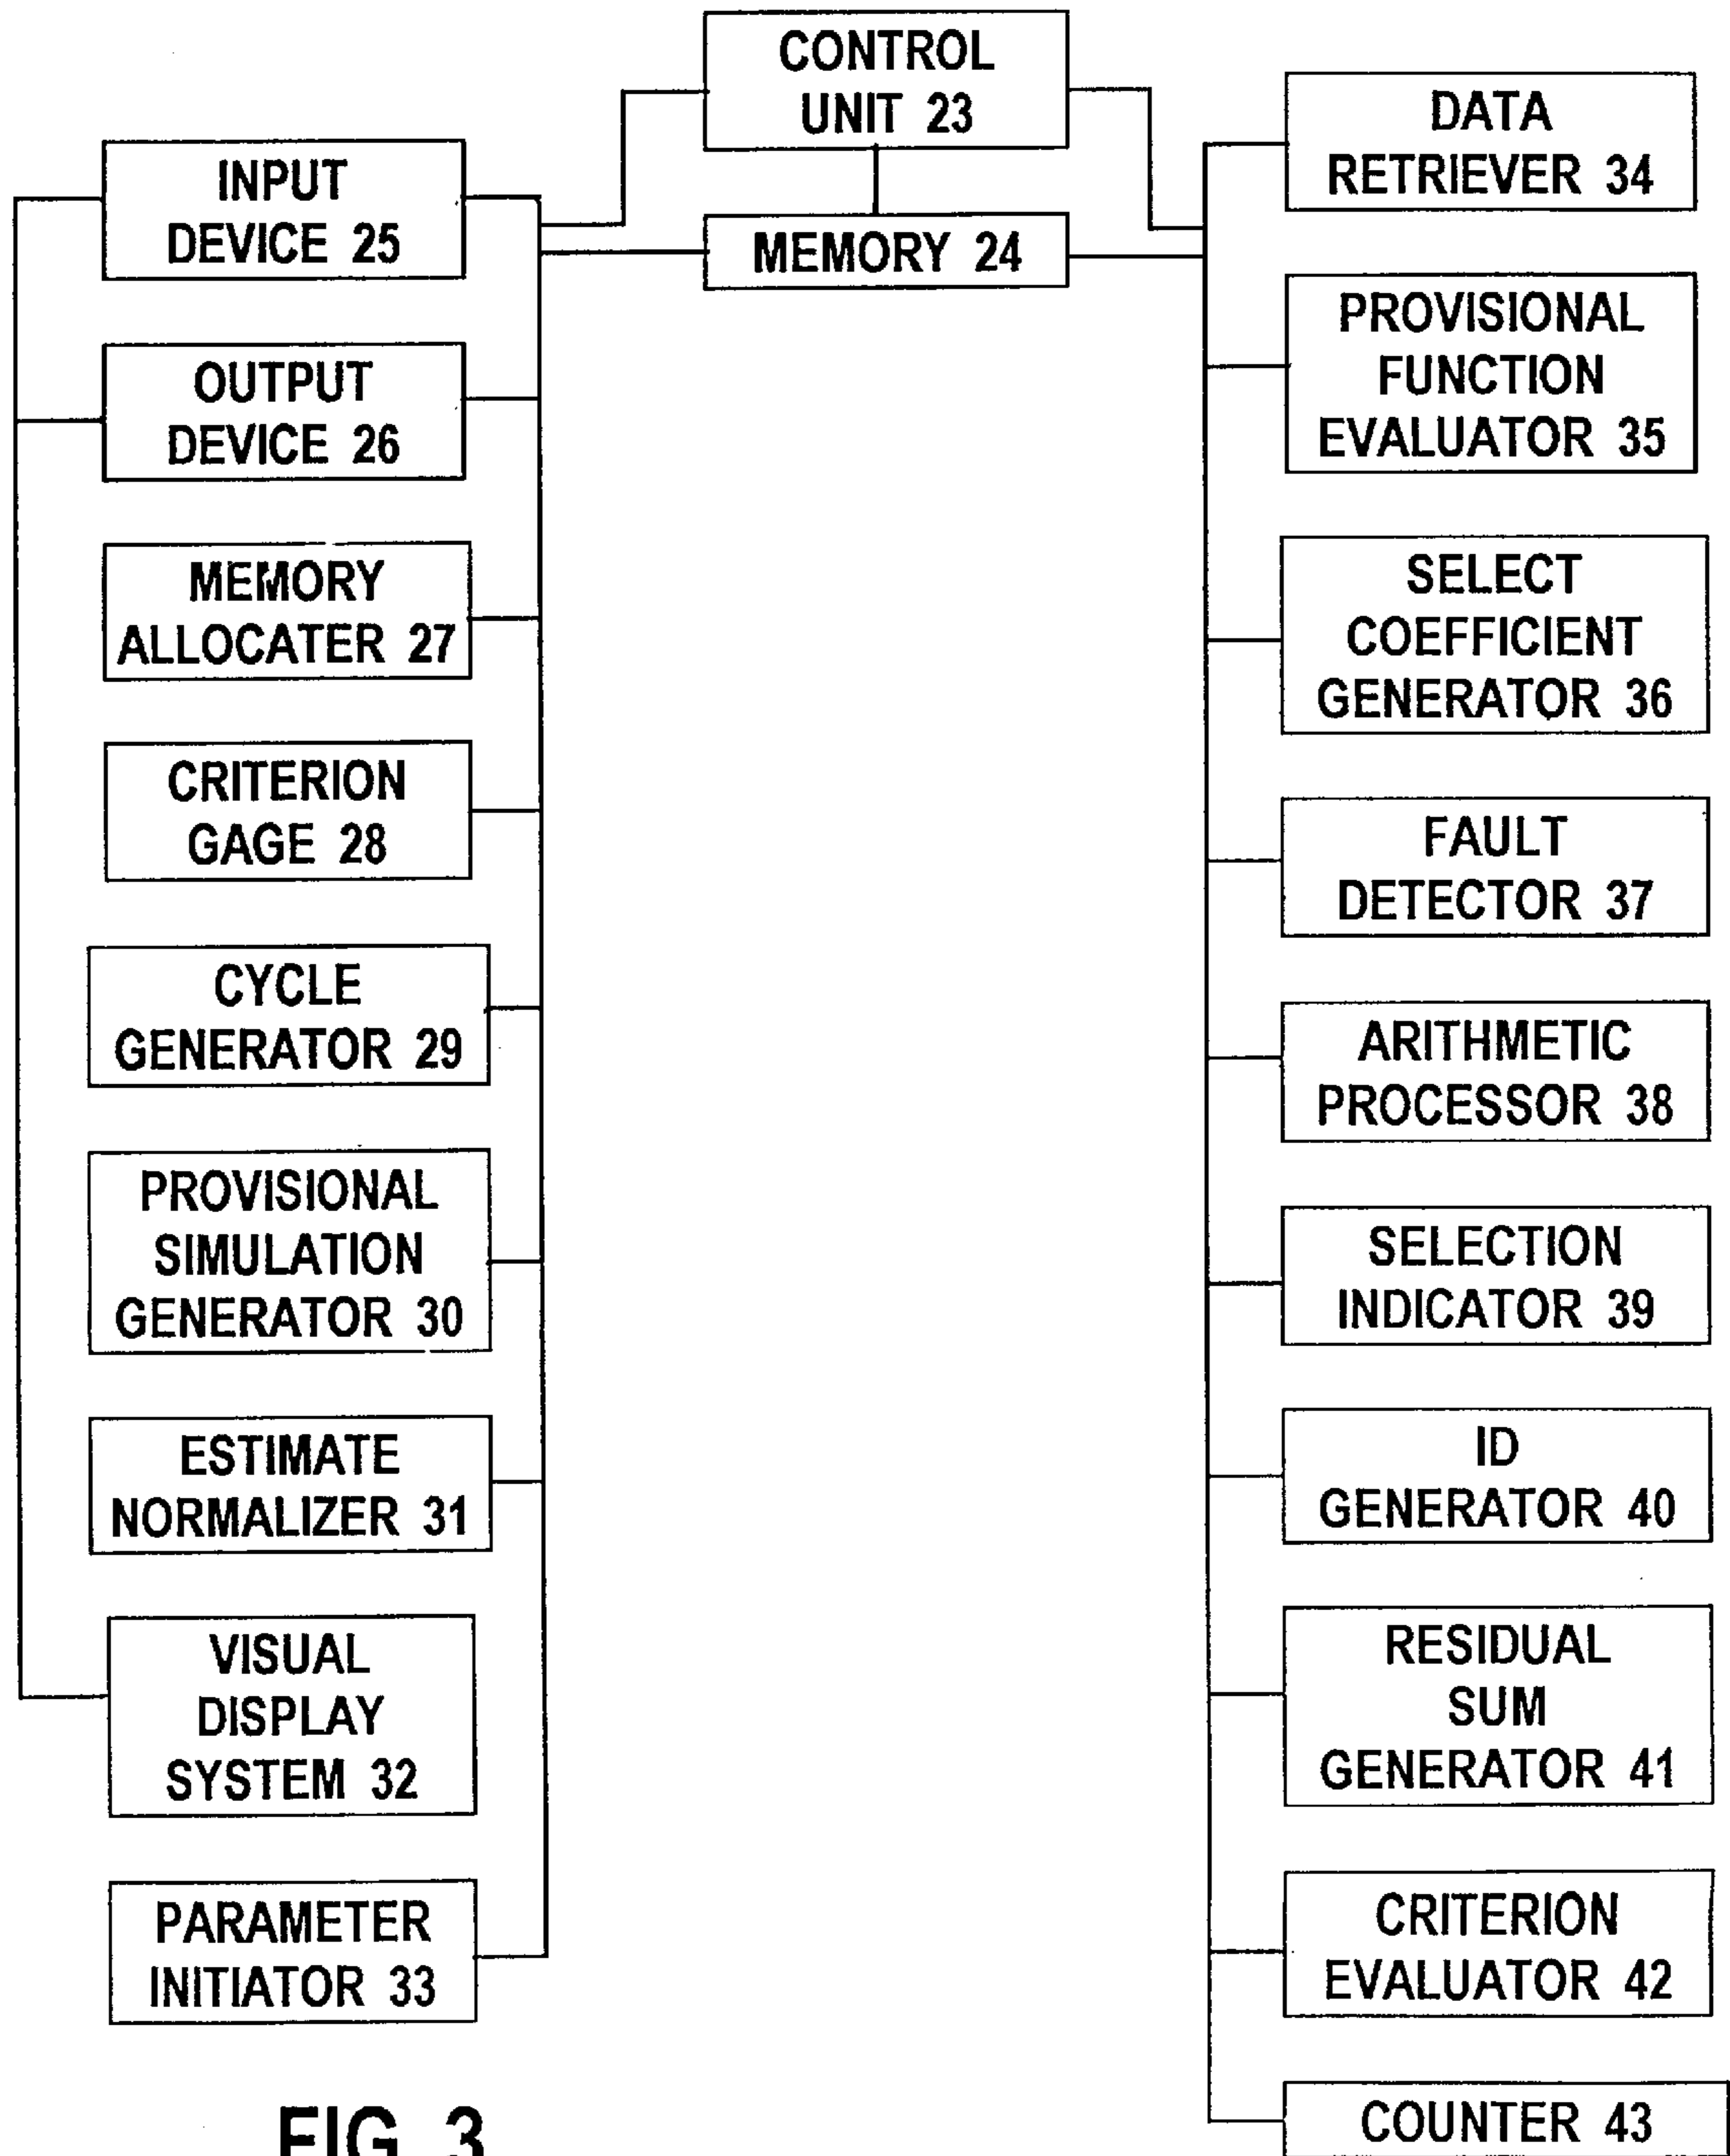 CONTROL
UNIT 23
MEMORY 24
INPUT
DEVICE 25
OUTPUT
DEVICE 26
MEMORY
ALLOCATER 27
CRITERION
GAGE 28
CYCLE
GENERATOR 29
PROVISIONAL
SIMULATION
GENERATOR 30
ESTIMATE
NORMALIZER 31
VISUAL
DISPLAY
SYSTEM 32
PARAMETER
INITIATOR 33
DATA
RETRIEVER 34
PROVISIONAL
FUNCTION
EVALUATOR 35
SELECT
COEFFICIENT
GENERATOR 36
FAULT
DETECTOR 37
ARITHMETIC
PROCESSOR 38
SELECTION
INDICATOR 39
ID
GENERATOR 40
RESIDUAL
SUM
GENERATOR 41
CRITERION
EVALUATOR 42
COUNTER 43
FIG. 3